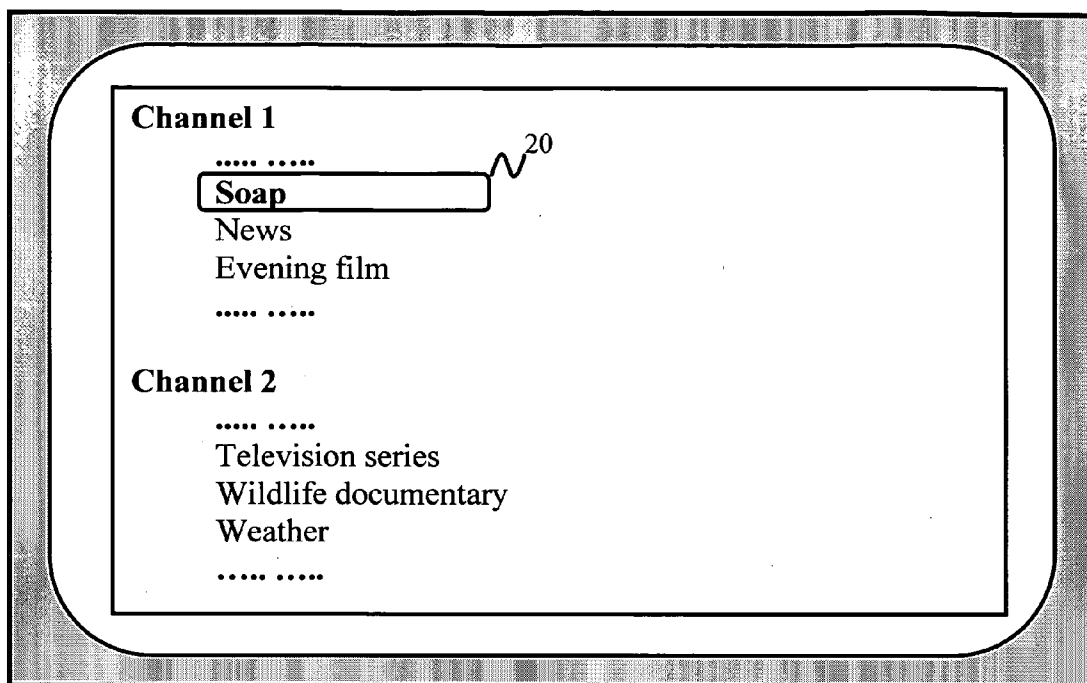 Channel 1
..... .....
20
Soap
News
Evening film
..... .....
Channel 2
..... .....
Television series
Wildlife documentary
Weather
..... .....